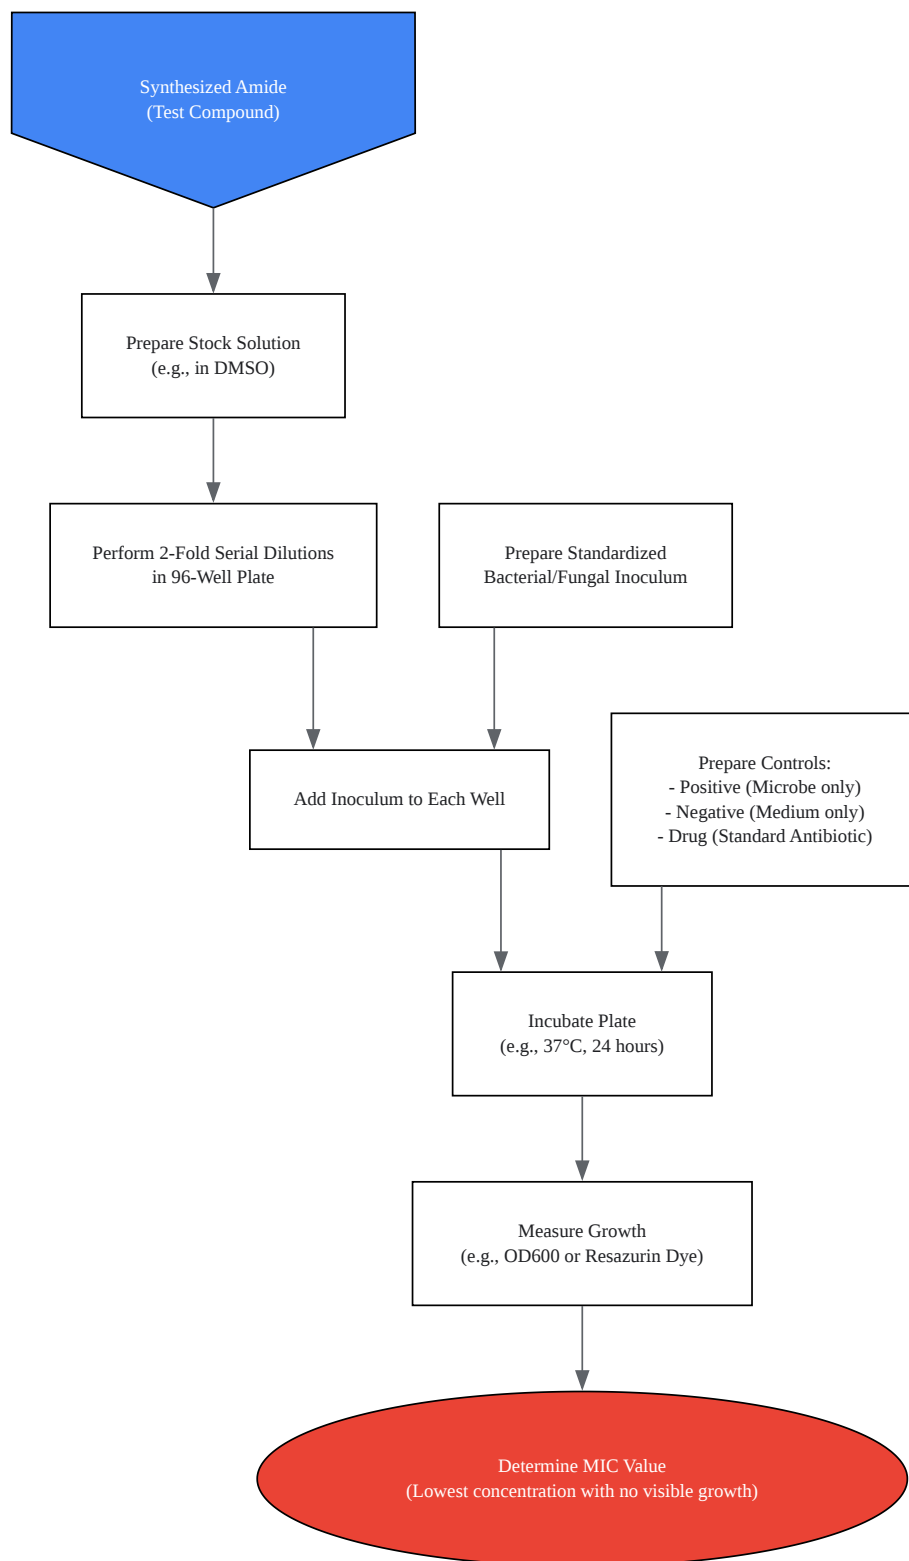 Synthesized Amide
(Test Compound)
Prepare Stock Solution
(e.g., in DMSO)
Perform 2-Fold Serial Dilutions
in 96-Well Plate
Prepare Standardized
Bacterial/Fungal Inoculum
Add Inoculum to Each Well
Prepare Controls:
- Positive (Microbe only)
- Negative (Medium only)
- Drug (Standard Antibiotic)
Incubate Plate
(e.g., 37°C, 24 hours)
Measure Growth
(e.g., OD600 or Resazurin Dye)
Determine MIC Value
(Lowest concentration with no visible growth)